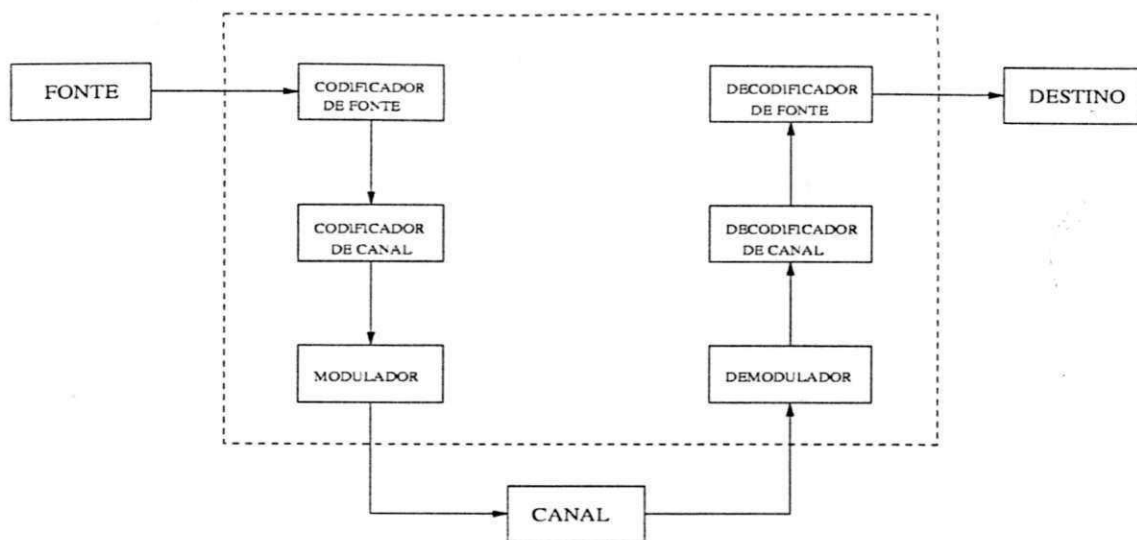 FONTE
CODIFICADOR
DE FONTE
DECODIFICADOR
DE FONTE
DESTINO
CODIFICADOR
DE CANAL
DECODIFICADOR
DE CANAL
MODULADOR
DEMODULADOR
CANAL